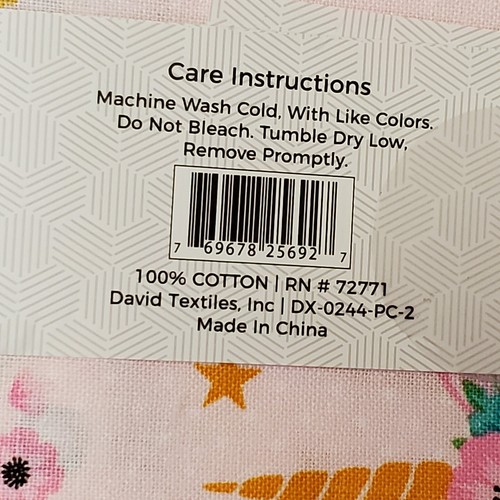 Care Instructions
Machine Wash Cold, With Like Colors.
Do Not Bleach. Tumble Dry Low,
Remove Promptly.
7 69678 25692 7
100% COTTON | RN # 72771
David Textiles, Inc | DX-0244-PC-2
Made In China